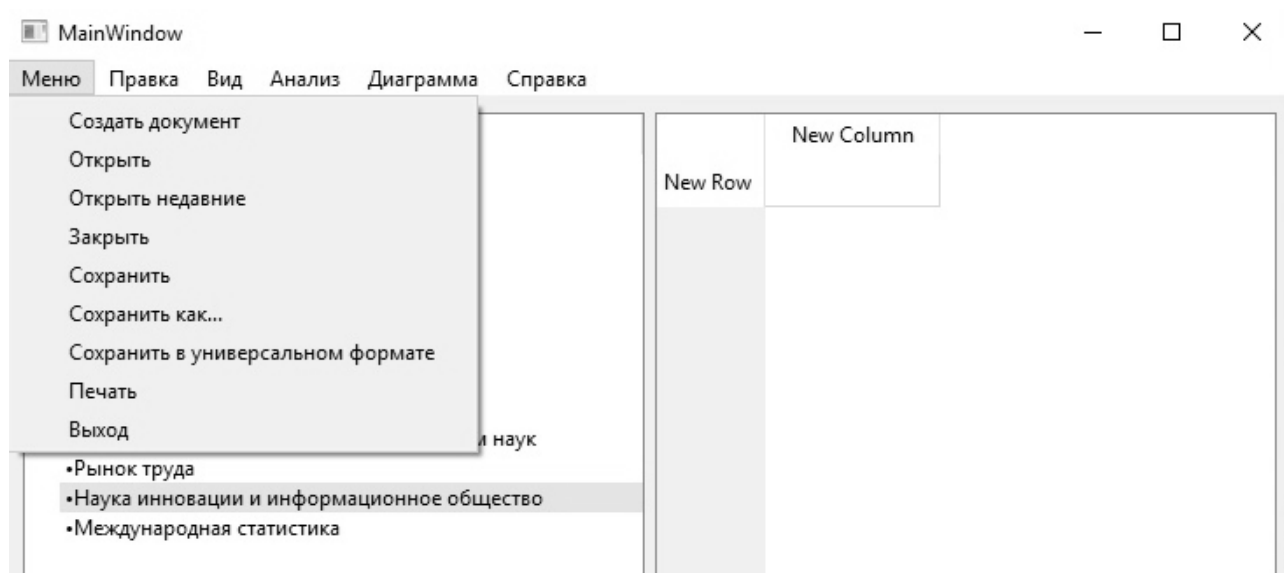 MainWindow
Меню Правка Вид Анализ Диаграмма Справка
Создать документ
Открыть
Открыть недавние
Закрыть
Сохранить
Сохранить как...
Сохранить в универсальном формате
Печать
Выход
наук
•Рынок труда
•Наука инновации и информационное общество
•Международная статистика
New Column
New Row